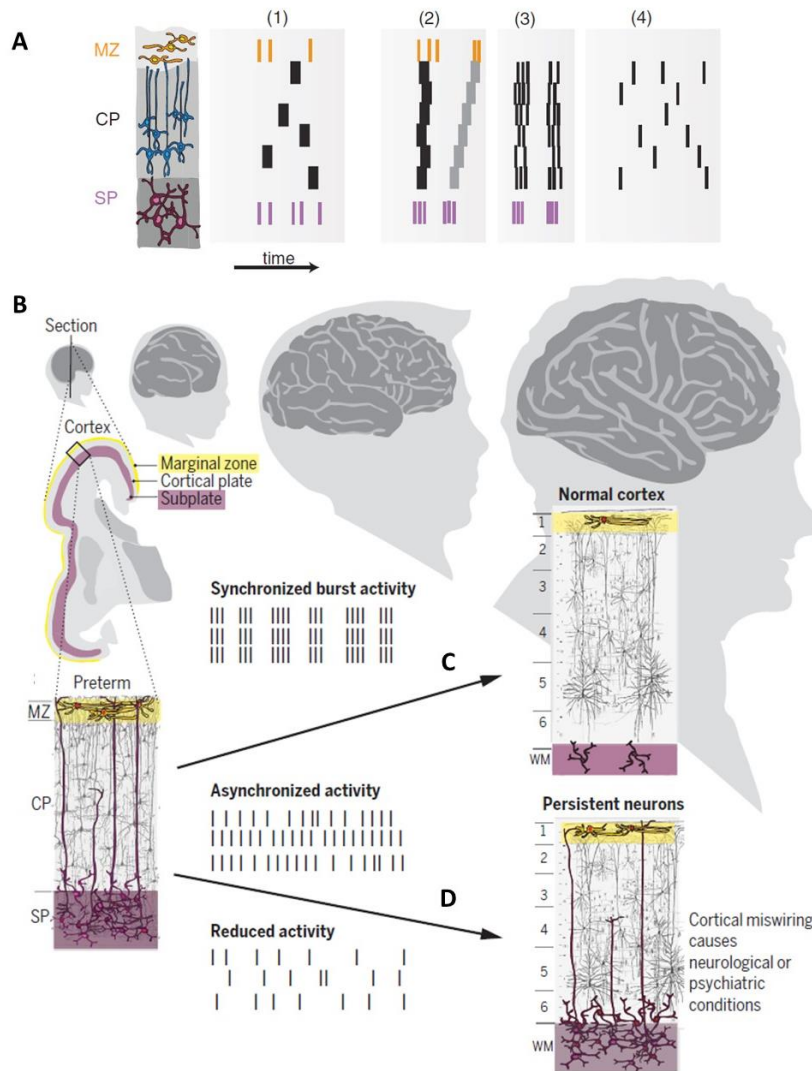 A
(1)
(2)
(3)
(4)
MZ
CP
SP
time
B
Section
Cortex
Marginal zone
Cortical plate
Subplate
Normal cortex
1
2
3
4
5
6
WM
Synchronized burst activity
C
Preterm
MZ
CP
SP
Asynchronized activity
D
Reduced activity
Persistent neurons
1
2
3
4
5
6
WM
Cortical miswiring
causes
neurological or
psychiatric
conditions